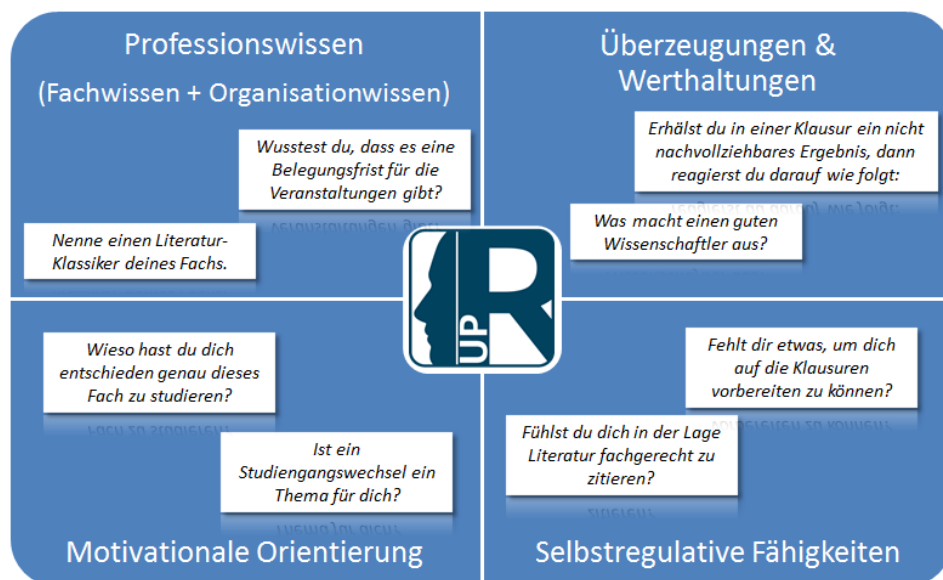 Professionswissen
(Fachwissen + Organisationwissen)
Wusstest du, dass es eine
Belegungsfrist für die
Veranstaltungen gibt?
Nenne einen Literatur-
Klassiker deines Fachs.
Überzeugungen &
Werthaltungen
Erhälst du in einer Klausur ein nicht
nachvollziehbares Ergebnis, dann
reagierst du darauf wie folgt:
Was macht einen guten
Wissenschaftler aus?
UP
R
Wieso hast du dich
entschieden genau dieses
Fach zu studieren?
Ist ein
Studiengangswechsel ein
Thema für dich?
Motivationale Orientierung
Fehlt dir etwas, um dich
auf die Klausuren
vorbereiten zu können?
Fühlst du dich in der Lage
Literatur fachgerecht zu
zitieren?
Selbstregulative Fähigkeiten